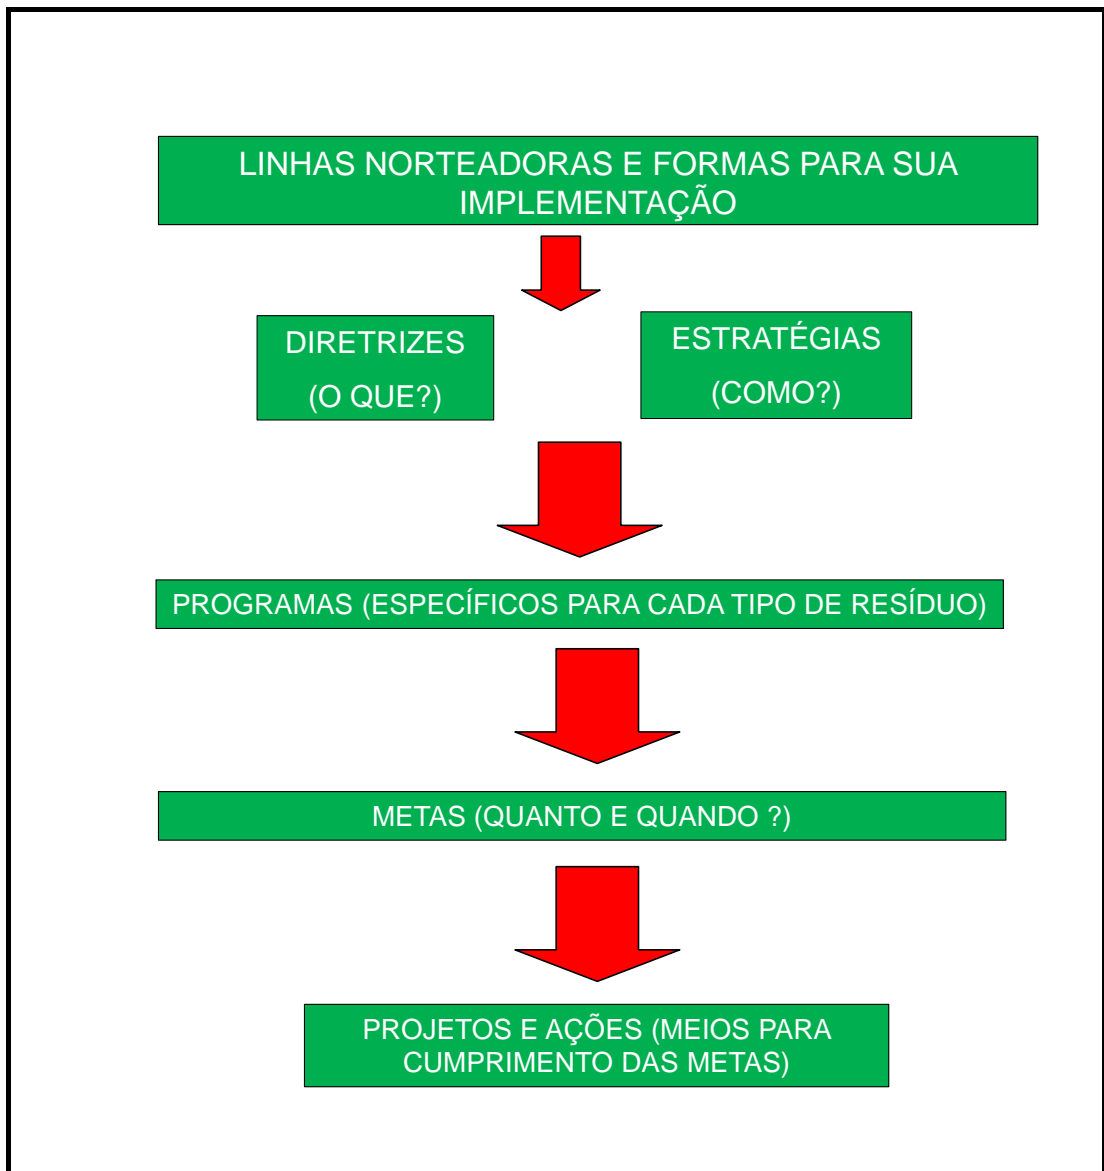 LINHAS NORTEADORAS E FORMAS PARA SUA
IMPLEMENTAÇÃO
DIRETRIZES
(O QUE?)
ESTRATÉGIAS
(COMO?)
PROGRAMAS (ESPECÍFICOS PARA CADA TIPO DE RESÍDUO)
METAS (QUANTO E QUANDO ?)
PROJETOS E AÇÕES (MEIOS PARA
CUMPRIMENTO DAS METAS)